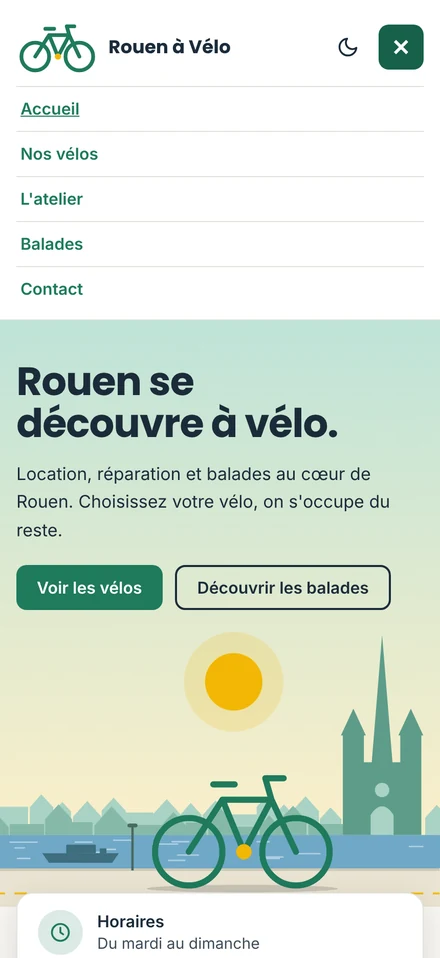 Rouen à Vélo
Accueil
Nos vélos
L'atelier
Balades
Contact
Rouen se
découvre à vélo.
Location, réparation et balades au cœur de
Rouen. Choisissez votre vélo, on s'occupe du
reste.
Voir les vélos
Découvrir les balades
Horaires
Du mardi au dimanche